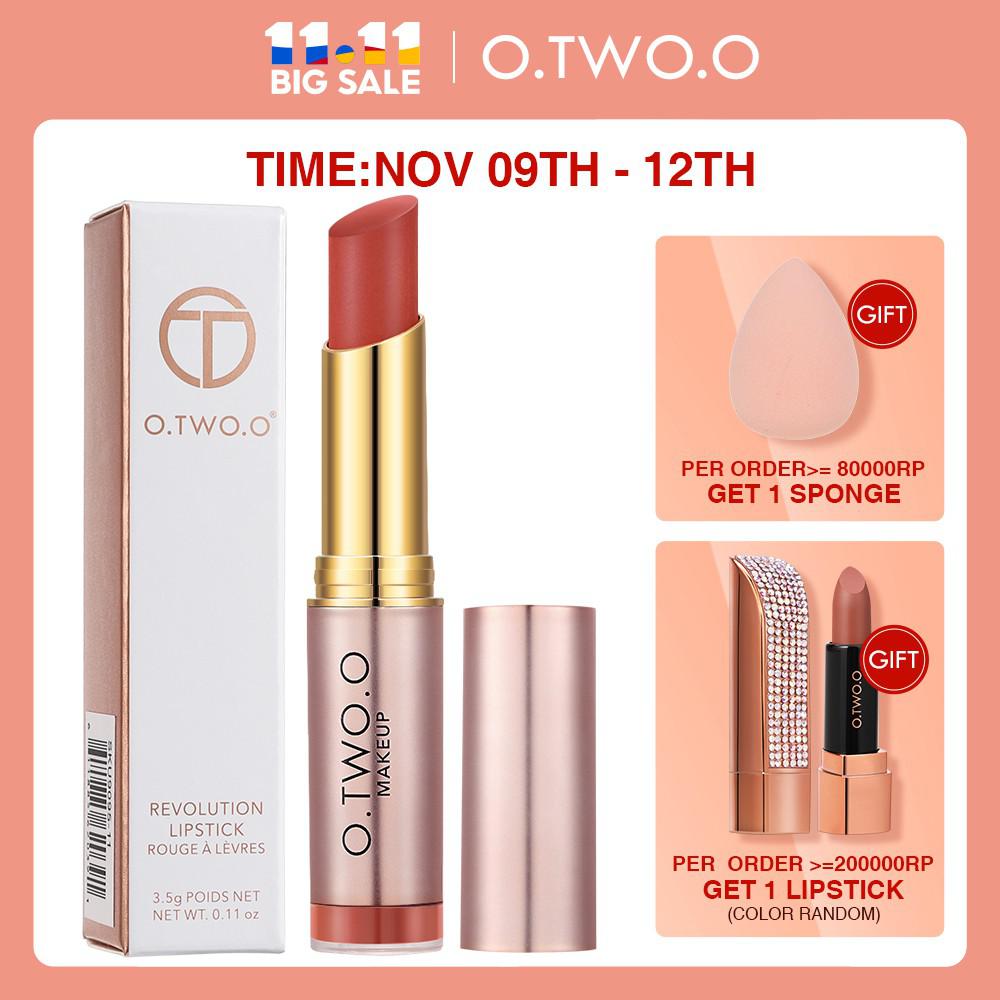 11.11
BIG SALE
O.TWO.O
TIME:NOV 09TH - 12TH
O.TWO.O®
REVOLUTION
LIPSTICK
ROUGE À LÈVRES
3.5g POIDS NET
NET WT. 0.11 oz
O.TWO.O
MAKEUP
GIFT
PER ORDER>= 80000RP
GET 1 SPONGE
O.TWO.O
GIFT
PER ORDER >=200000RP
GET 1 LIPSTICK
(COLOR RANDOM)